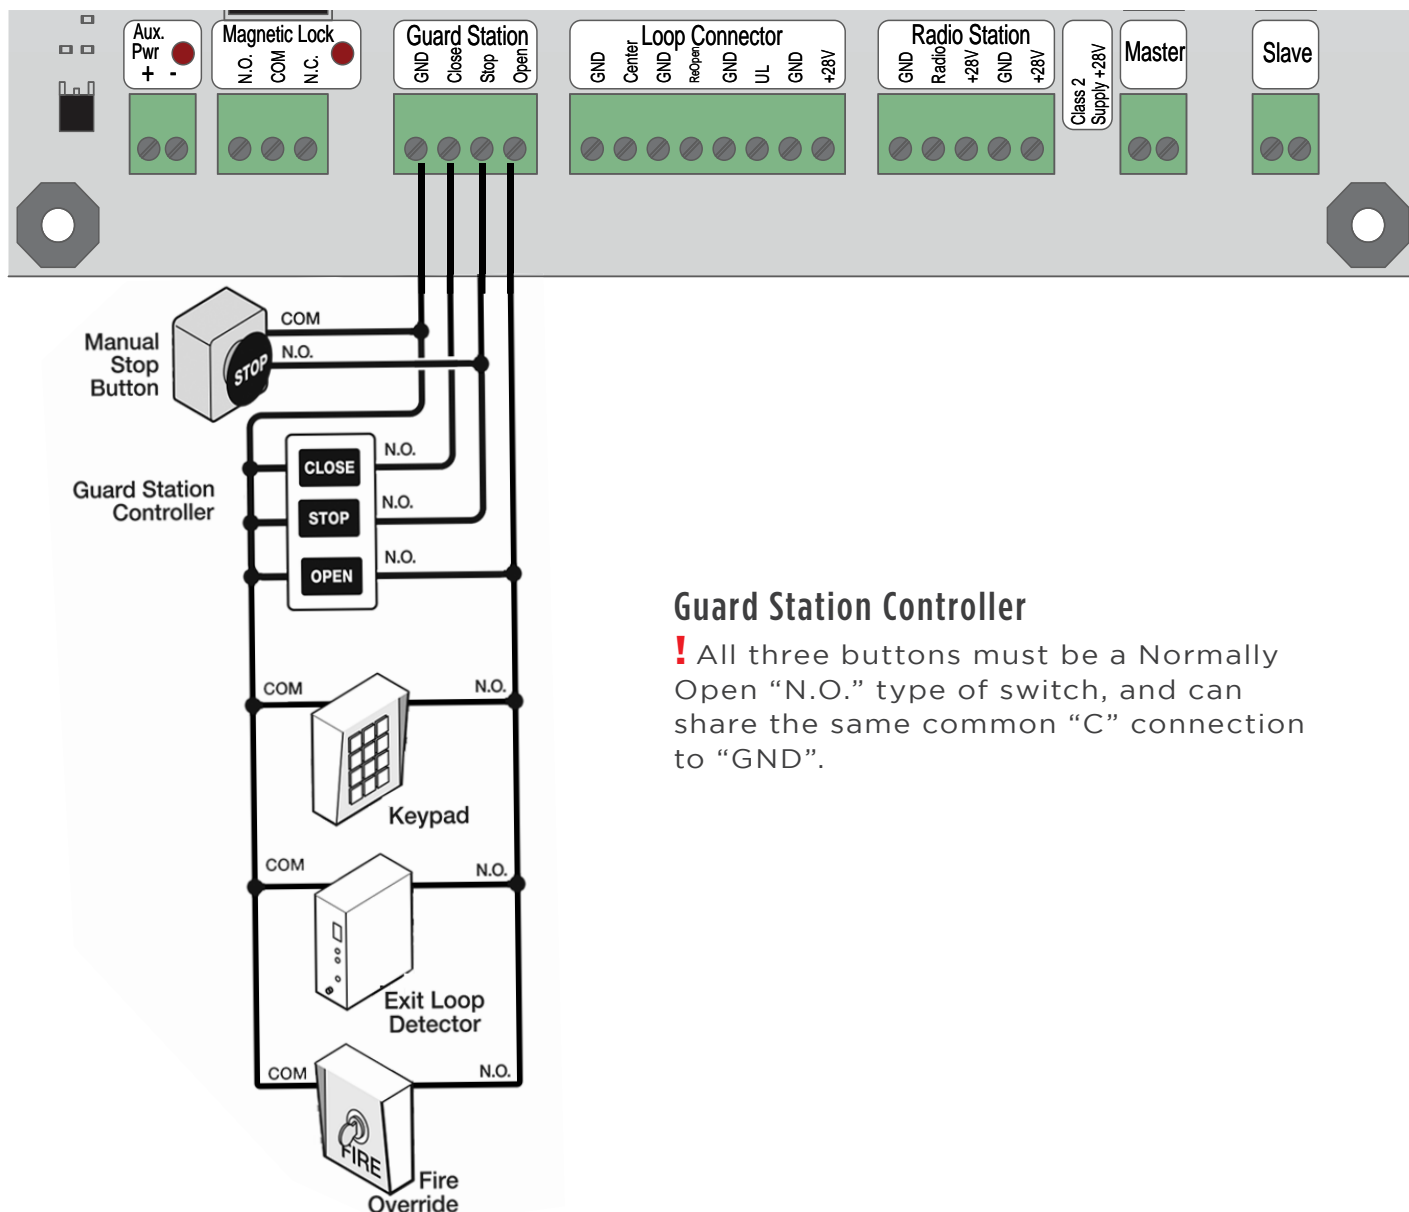 Aux.
Pwr
+ -
Magnetic Lock
N.O. COM N.C.
Guard Station
GND Close Stop Open
Loop Connector
GND Center GND ReOpen GND UL GND +28V
Radio Station
GND Radio +28V GND +28V
Class 2
Supply +28V
Master
Slave
Manual
Stop
Button
COM
N.O.
STOP
Guard Station
Controller
CLOSE
N.O.
STOP
N.O.
OPEN
N.O.
Guard Station Controller
! All three buttons must be a Normally
Open “N.O.” type of switch, and can
share the same common “C” connection
to “GND”.
COM
N.O.
Keypad
COM
N.O.
Exit Loop
Detector
COM
N.O.
FIRE
Fire
Override